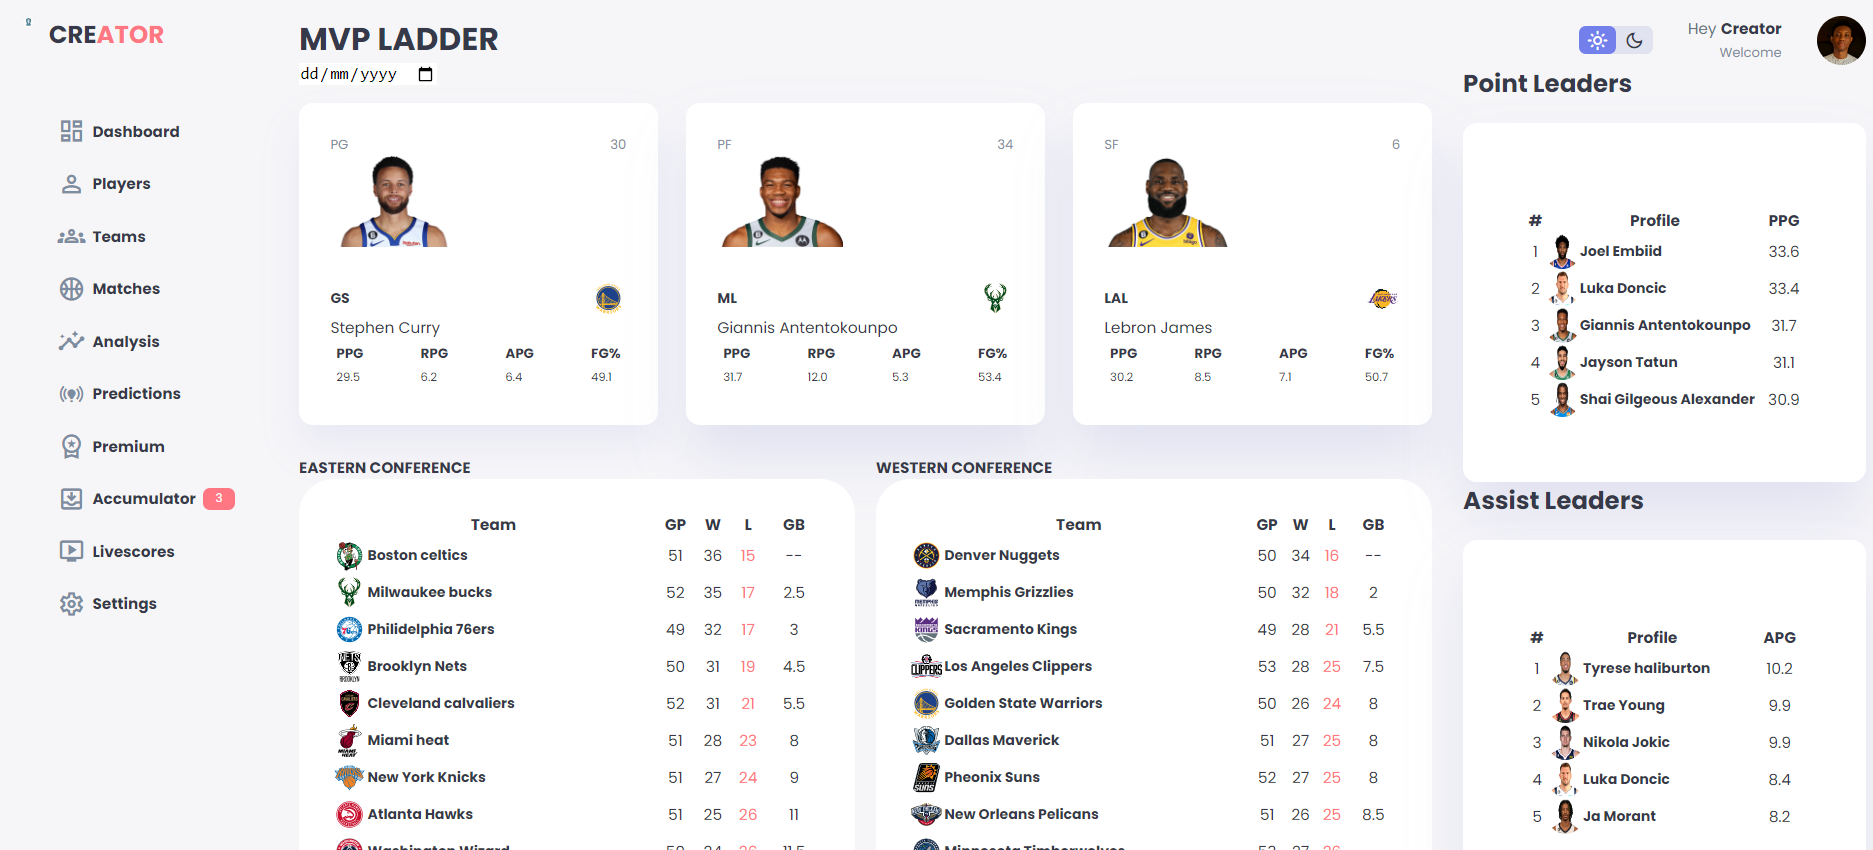 CREATOR
Dashboard
Players
Teams
Matches
Analysis
Predictions
Premium
Accumulator 3
Livescores
Settings
MVP LADDER
dd/mm/yyyy
PG 30
GS
Stephen Curry
PPG RPG APG FG%
29.5 6.2 6.4 49.1
PF 34
ML
Giannis Antentokounpo
PPG RPG APG FG%
31.7 12.0 5.3 53.4
SF 6
LAL
Lebron James
PPG RPG APG FG%
30.2 8.5 7.1 50.7
EASTERN CONFERENCE
Team GP W L GB
Boston celtics 51 36 15 --
Milwaukee bucks 52 35 17 2.5
Philidelphia 76ers 49 32 17 3
Brooklyn Nets 50 31 19 4.5
Cleveland calvaliers 52 31 21 5.5
Miami heat 51 28 23 8
New York Knicks 51 27 24 9
Atlanta Hawks 51 25 26 11
Washington Wizard
WESTERN CONFERENCE
Team GP W L GB
Denver Nuggets 50 34 16 --
Memphis Grizzlies 50 32 18 2
Sacramento Kings 49 28 21 5.5
Los Angeles Clippers 53 28 25 7.5
Golden State Warriors 50 26 24 8
Dallas Maverick 51 27 25 8
Pheonix Suns 52 27 25 8
New Orleans Pelicans 51 26 25 8.5
Minnesota Timberwolves
Hey Creator
Welcome
Point Leaders
# Profile PPG
1 Joel Embiid 33.6
2 Luka Doncic 33.4
3 Giannis Antentokounpo 31.7
4 Jayson Tatun 31.1
5 Shai Gilgeous Alexander 30.9
Assist Leaders
# Profile APG
1 Tyrese haliburton 10.2
2 Trae Young 9.9
3 Nikola Jokic 9.9
4 Luka Doncic 8.4
5 Ja Morant 8.2